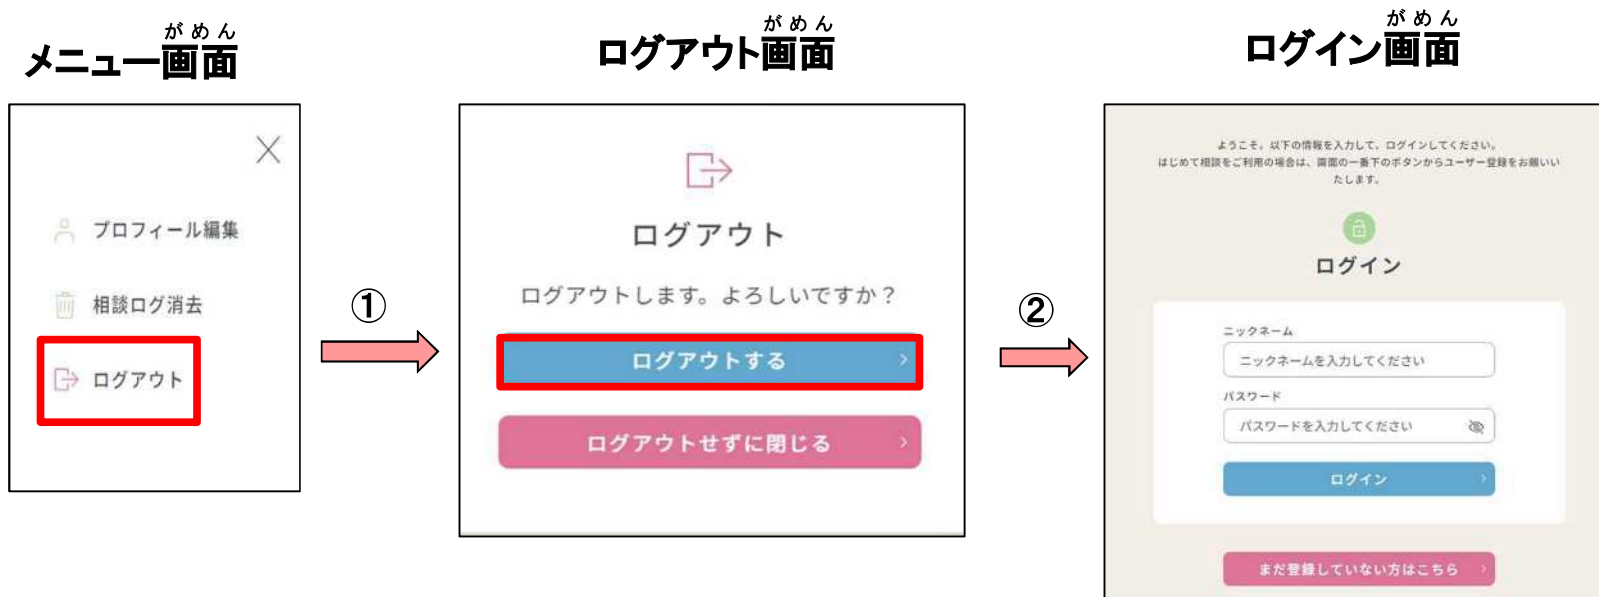 がめん
メニュー画面
プロフィール編集
相談ログ消去
ログアウト
①
がめん
ログアウト画面
ログアウト
ログアウトします。よろしいですか？
ログアウトする
ログアウトせずに閉じる
②
がめん
ログイン画面
ようこそ。以下の情報を入力して、ログインしてください。
はじめて相談をご利用の場合は、画面の一番下のボタンからユーザー登録をお願いい
たします。
ログイン
ニックネーム
ニックネームを入力してください
パスワード
パスワードを入力してください
ログイン
まだ登録していない方はこちら